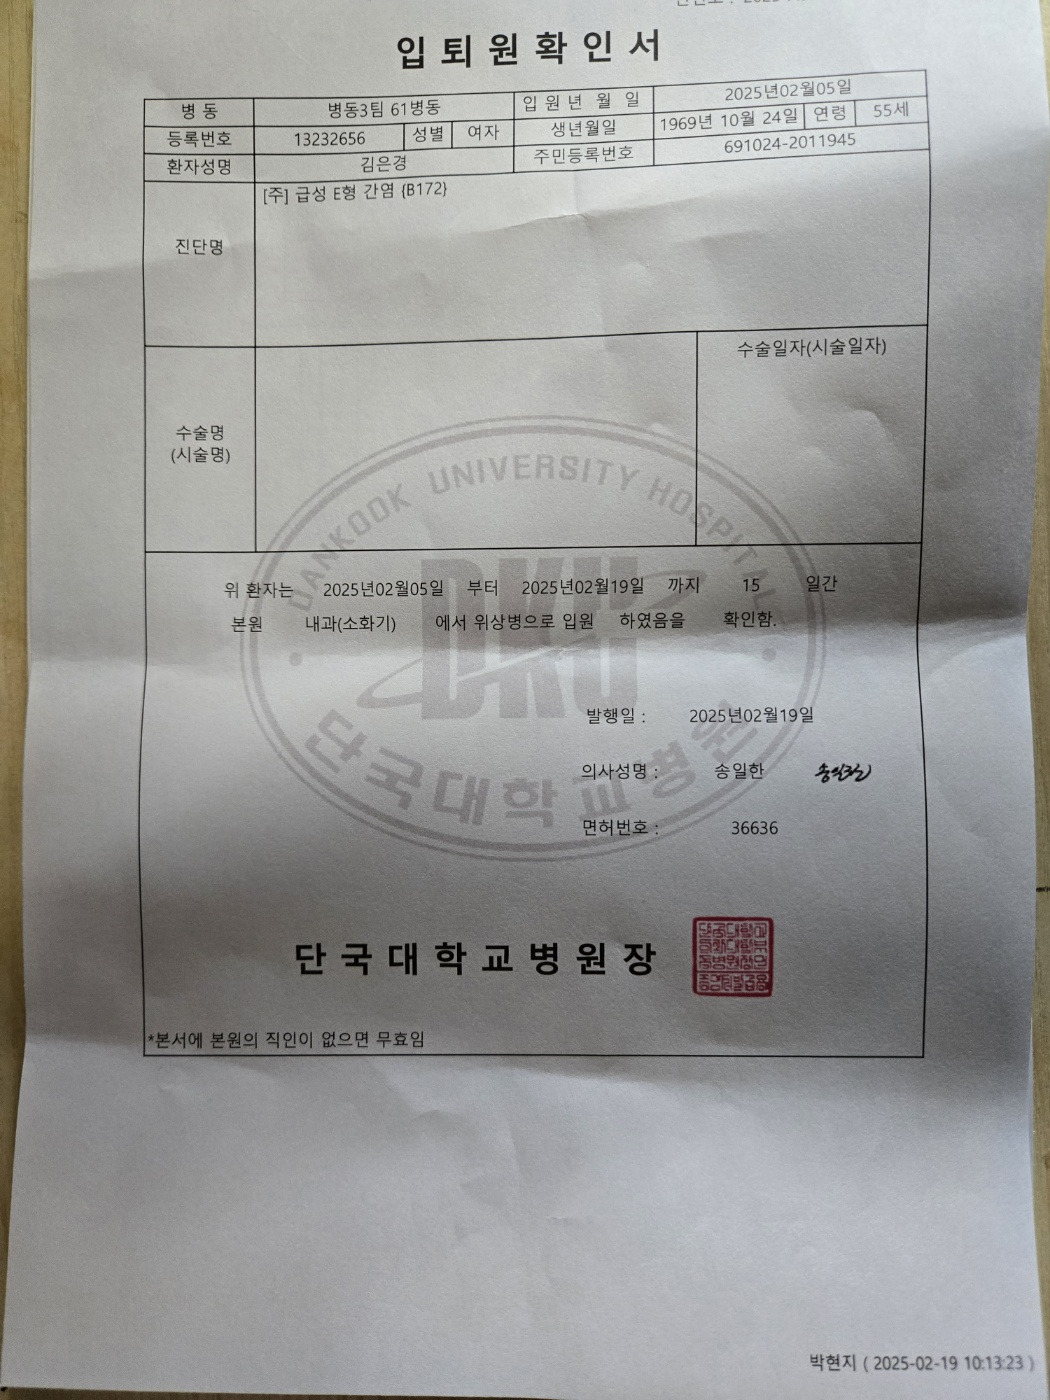 입퇴원확인서
병 동 병동3팀 61병동 입 원 년 월 일 2025년02월05일
등록번호 13232656 성별 여자 생년월일 1969년 10월 24일 연령 55세
환자성명 김은경 주민등록번호 691024-2011945
진단명 [주] 급성 E형 간염 {B172}
수술명
(시술명)
수술일자(시술일자)
DANKOOK UNIVERSITY HOSPITAL
DKU
단국대학교병원
위 환자는 2025년02월05일 부터 2025년02월19일 까지 15 일간
본원 내과(소화기) 에서 위상병으로 입원 하였음을 확인함.
발행일 : 2025년02월19일
의사성명 : 송일한 송일한
면허번호 : 36636
단국대학교병원장
*본서에 본원의 직인이 없으면 무효임
박현지 ( 2025-02-19 10:13:23 )